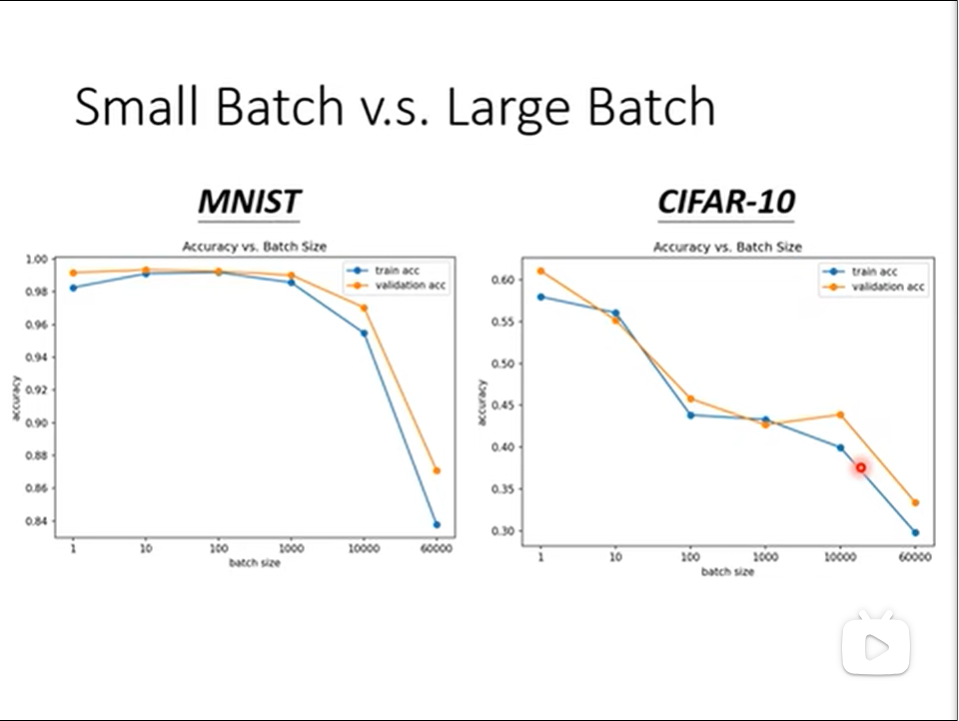 Small Batch v.s. Large Batch
MNIST
Accuracy vs. Batch Size
train acc
validation acc
accuracy
1.00
0.98
0.96
0.94
0.92
0.90
0.88
0.86
0.84
1 10 100 1000 10000 60000
batch size
CIFAR-10
Accuracy vs. Batch Size
train acc
validation acc
accuracy
0.60
0.55
0.50
0.45
0.40
0.35
0.30
1 10 100 1000 10000 60000
batch size